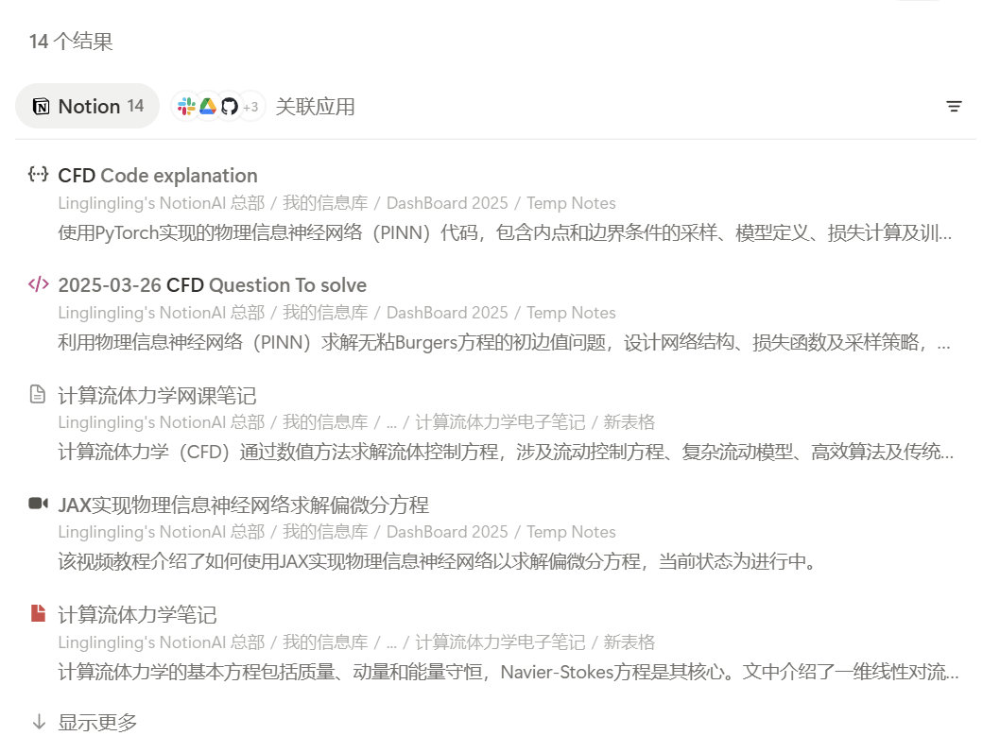 14 个结果
Notion 14 +3 关联应用
CFD Code explanation
Linglingling's NotionAI 总部 / 我的信息库 / DashBoard 2025 / Temp Notes
使用PyTorch实现的物理信息神经网络（PINN）代码，包含内点和边界条件的采样、模型定义、损失计算及训...
2025-03-26 CFD Question To solve
Linglingling's NotionAI 总部 / 我的信息库 / DashBoard 2025 / Temp Notes
利用物理信息神经网络（PINN）求解无粘Burgers方程的初边值问题，设计网络结构、损失函数及采样策略，...
计算流体力学网课笔记
Linglingling's NotionAI 总部 / 我的信息库 / ... / 计算流体力学电子笔记 / 新表格
计算流体力学（CFD）通过数值方法求解流体控制方程，涉及流动控制方程、复杂流动模型、高效算法及传统...
JAX实现物理信息神经网络求解偏微分方程
Linglingling's NotionAI 总部 / 我的信息库 / DashBoard 2025 / Temp Notes
该视频教程介绍了如何使用JAX实现物理信息神经网络以求解偏微分方程，当前状态为进行中。
计算流体力学笔记
Linglingling's NotionAI 总部 / 我的信息库 / ... / 计算流体力学电子笔记 / 新表格
计算流体力学的基本方程包括质量、动量和能量守恒，Navier-Stokes方程是其核心。文中介绍了一维线性对流...
显示更多